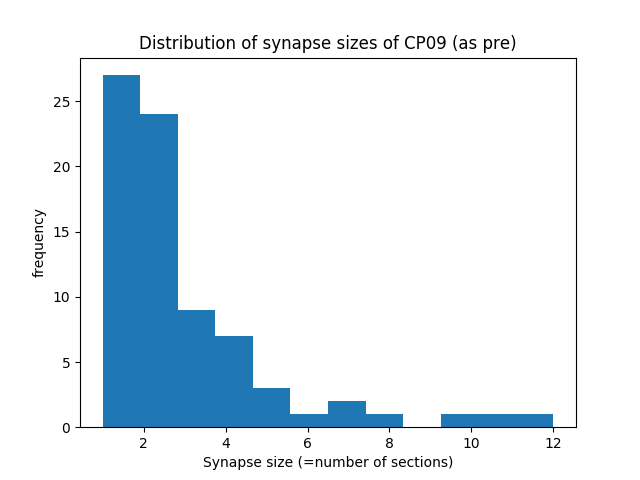 Distribution of synapse sizes of CP09 (as pre)
frequency
25
20
15
10
5
0
2 4 6 8 10 12
Synapse size (=number of sections)